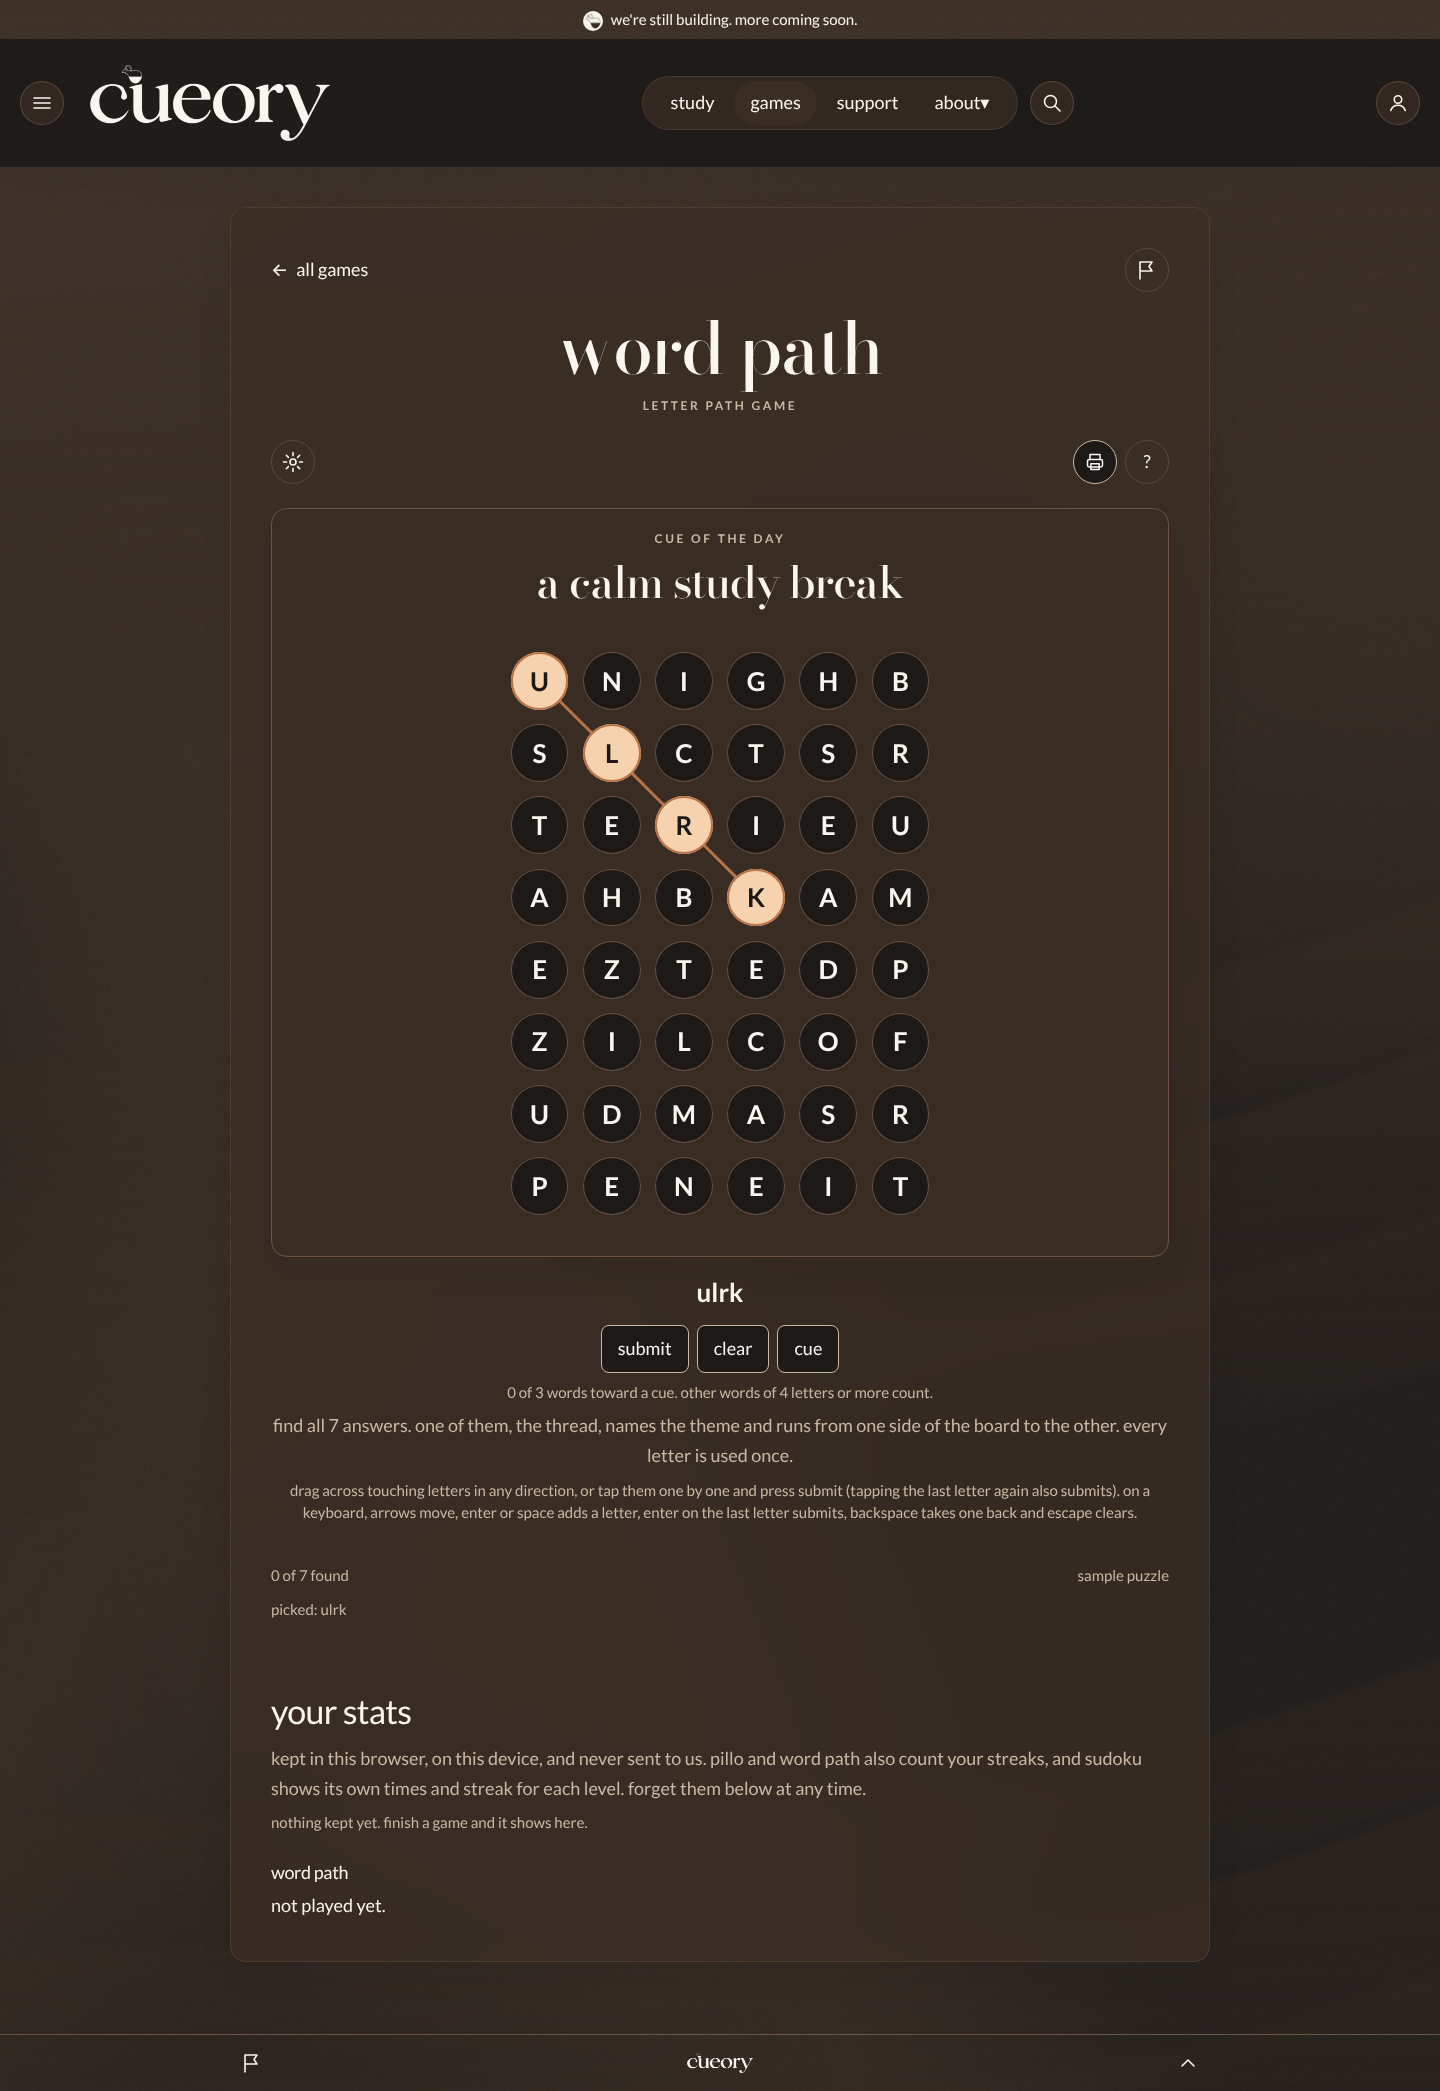 we're still building. more coming soon.
cueory
study games support about▾
← all games
word path
LETTER PATH GAME
?
CUE OF THE DAY
a calm study break
U N I G H B
S L C T S R
T E R I E U
A H B K A M
E Z T E D P
Z I L C O F
U D M A S R
P E N E I T
ulrk
submit clear cue
0 of 3 words toward a cue. other words of 4 letters or more count.
find all 7 answers. one of them, the thread, names the theme and runs from one side of the board to the other. every
letter is used once.
drag across touching letters in any direction, or tap them one by one and press submit (tapping the last letter again also submits). on a
keyboard, arrows move, enter or space adds a letter, enter on the last letter submits, backspace takes one back and escape clears.
0 of 7 found sample puzzle
picked: ulrk
your stats
kept in this browser, on this device, and never sent to us. pillo and word path also count your streaks, and sudoku
shows its own times and streak for each level. forget them below at any time.
nothing kept yet. finish a game and it shows here.
word path
not played yet.
cueory